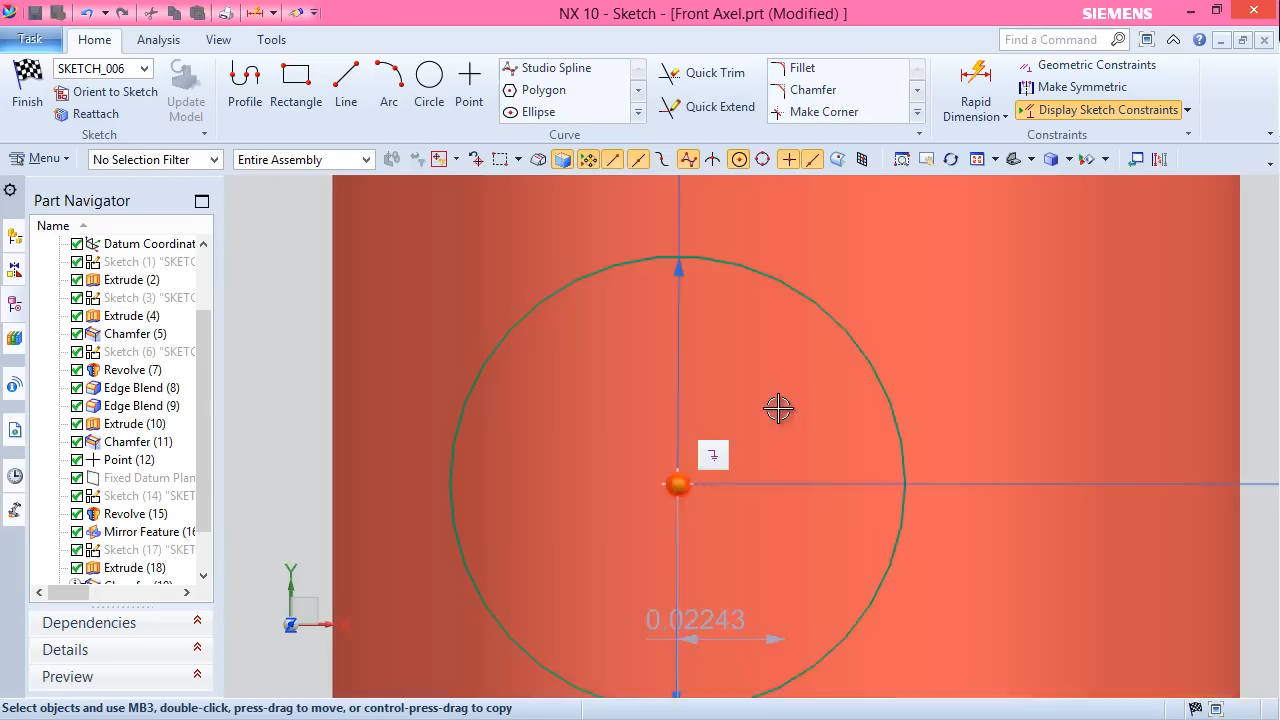 NX 10 - Sketch - [Front Axel.prt (Modified) ]
SIEMENS
Task
Home
Analysis
View
Tools
Find a Command
Finish
SKETCH_006
Orient to Sketch
Reattach
Update Model
Sketch
Profile
Rectangle
Line
Arc
Circle
Point
Studio Spline
Polygon
Ellipse
Quick Trim
Quick Extend
Fillet
Chamfer
Make Corner
Curve
Rapid Dimension
Geometric Constraints
Make Symmetric
Display Sketch Constraints
Constraints
Menu
No Selection Filter
Entire Assembly
Part Navigator
Name
Datum Coordinat
Sketch (1) "SKETC
Extrude (2)
Sketch (3) "SKETC
Extrude (4)
Chamfer (5)
Sketch (6) "SKETC
Revolve (7)
Edge Blend (8)
Edge Blend (9)
Extrude (10)
Chamfer (11)
Point (12)
Fixed Datum Plan
Sketch (14) "SKET
Revolve (15)
Mirror Feature (16
Sketch (17) "SKET
Extrude (18)
Chamfer (19)
Dependencies
Details
Preview
Y
Z
0.02243
Select objects and use MB3, double-click, press-drag to move, or control-press-drag to copy